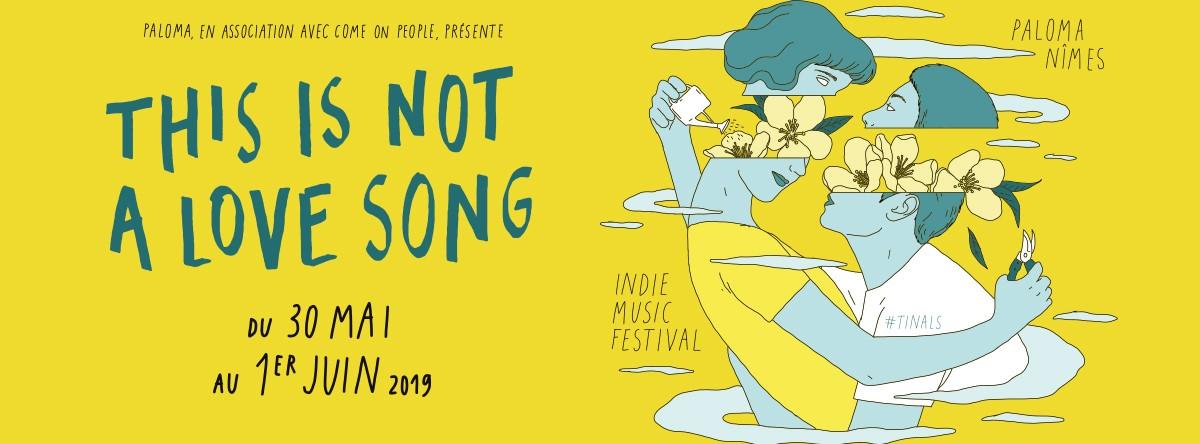 PALOMA, EN ASSOCIATION AVEC COME ON PEOPLE, PRÉSENTE
THIS IS NOT
A LOVE SONG
DU 30 MAI
AU 1ER JUIN 2019
PALOMA
NÎMES
INDIE
MUSIC
FESTIVAL
#TINALS